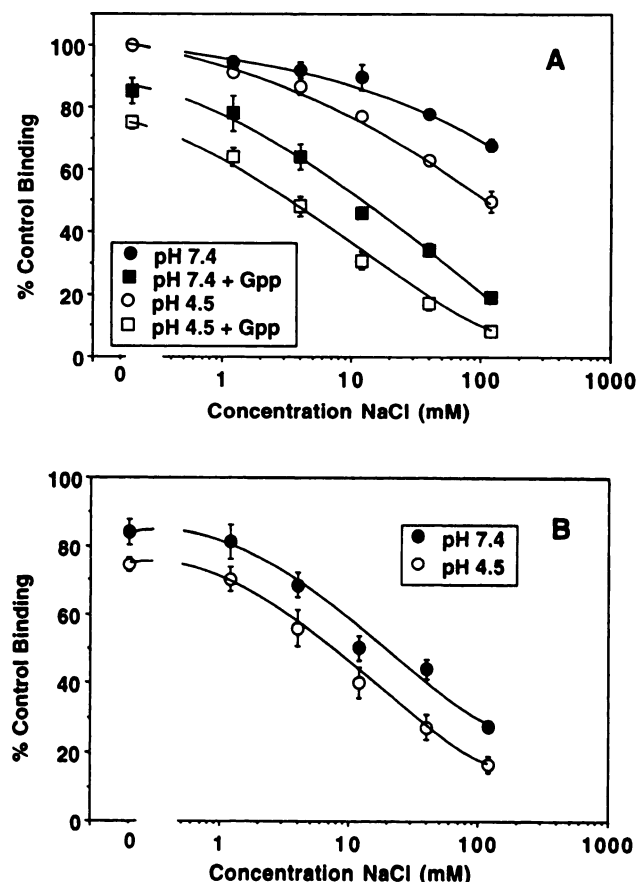 A
100
80
60
40
20
0
% Control Binding
pH 7.4
pH 7.4 + Gpp
pH 4.5
pH 4.5 + Gpp
0 1 10 100 1000
Concentration NaCl (mM)
B
100
80
60
40
20
0
% Control Binding
pH 7.4
pH 4.5
0 1 10 100 1000
Concentration NaCl (mM)